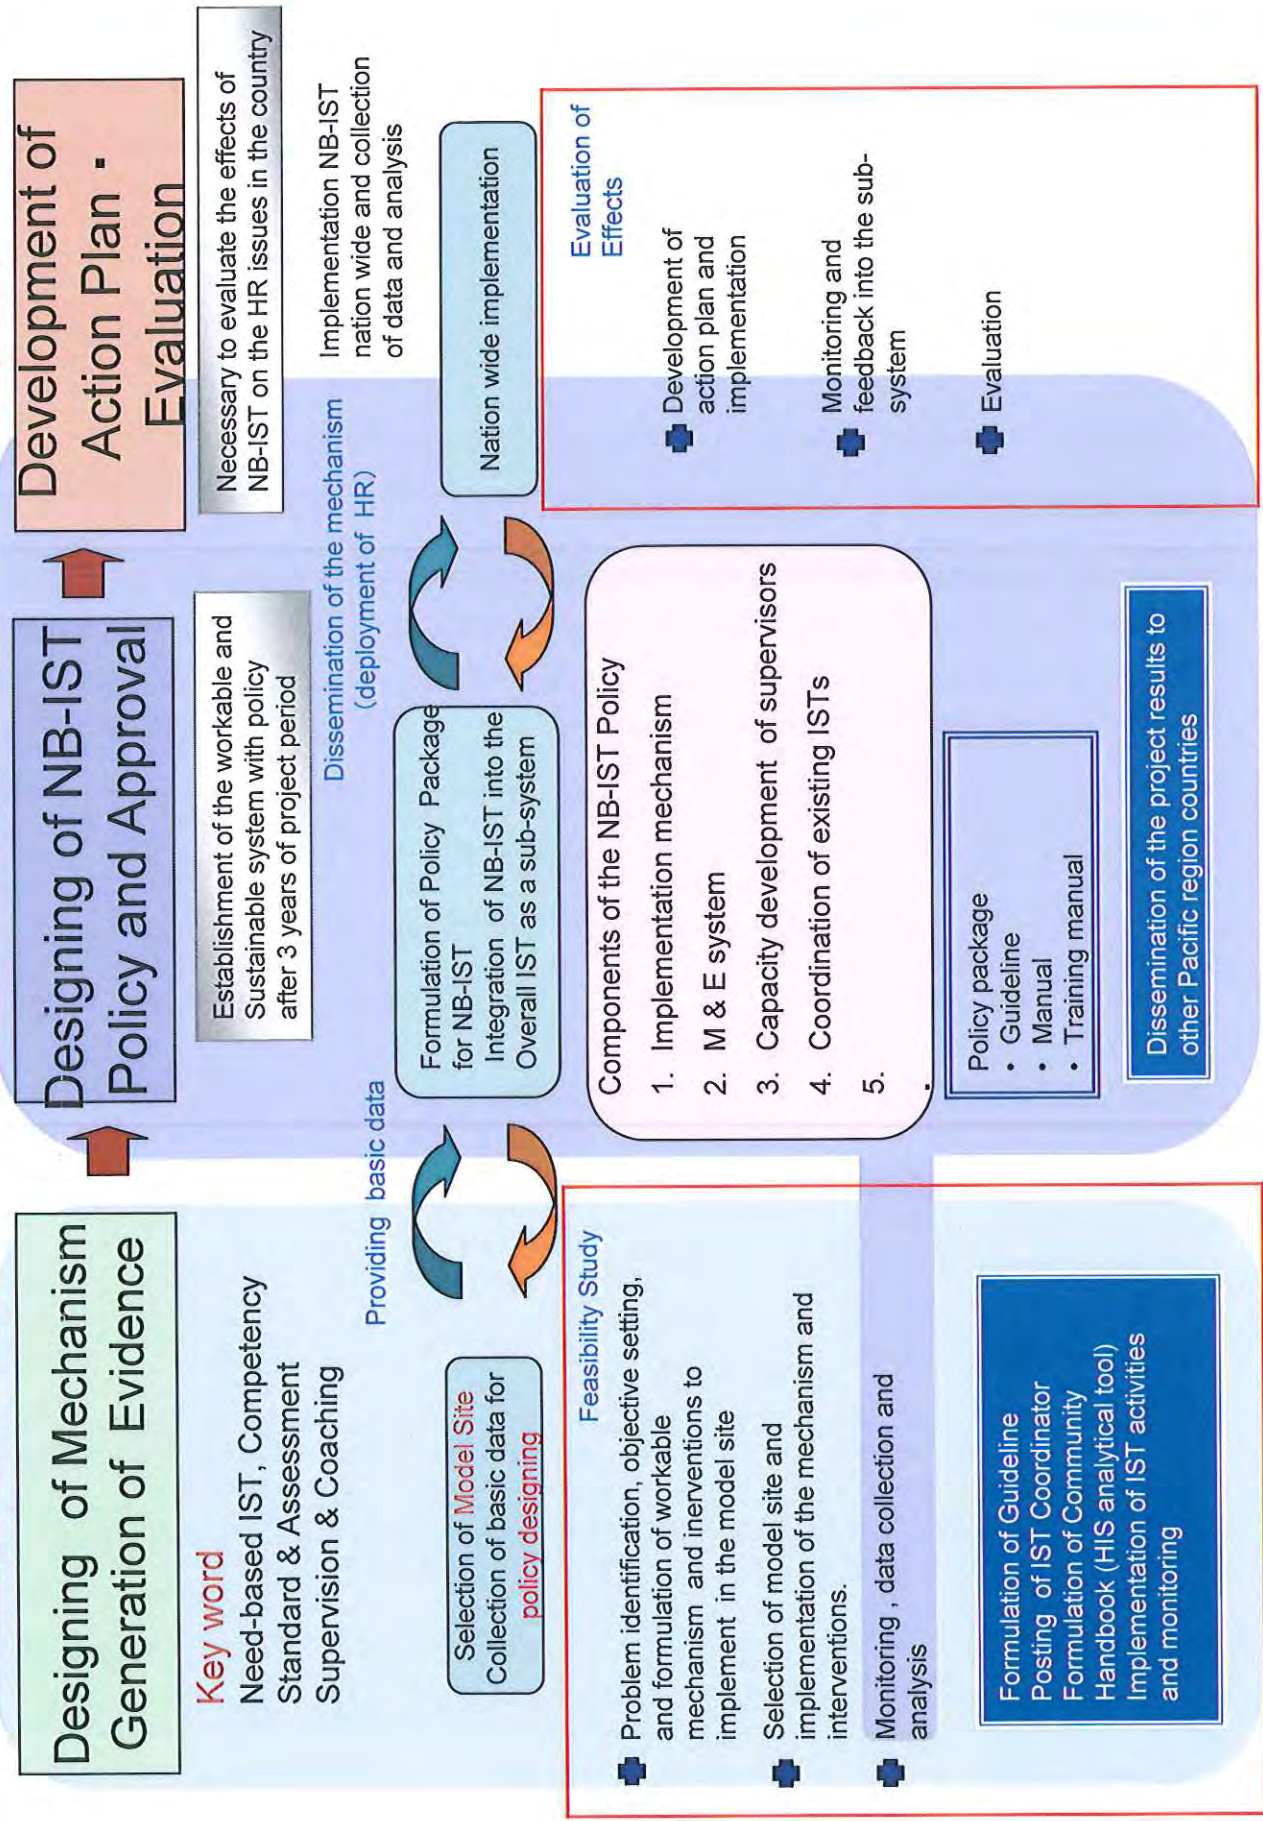 Designing of Mechanism
Generation of Evidence
Key word
Need-based IST, Competency
Standard & Assessment
Supervision & Coaching
Providing basic data
Selection of Model Site
Collection of basic data for
policy designing
Feasibility Study
Problem identification, objective setting,
and formulation of workable
mechanism and inerventions to
implement in the model site
Selection of model site and
implementation of the mechanism and
interventions.
Monitoring , data collection and
analysis
Formulation of Guideline
Posting of IST Coordinator
Formulation of Community
Handbook (HIS analytical tool)
Implementation of IST activities
and monitoring
Designing of NB-IST
Policy and Approval
Establishment of the workable and
Sustainable system with policy
after 3 years of project period
Dissemination of the mechanism
(deployment of HR)
Formulation of Policy Package
for NB-IST
Integration of NB-IST into the
Overall IST as a sub-system
Components of the NB-IST Policy
1. Implementation mechanism
2. M & E system
3. Capacity development of supervisors
4. Coordination of existing ISTs
5.
.
Policy package
• Guideline
• Manual
• Training manual
Dissemination of the project results to
other Pacific region countries
Development of
Action Plan ･
Evaluation
Necessary to evaluate the effects of
NB-IST on the HR issues in the country
Implementation NB-IST
nation wide and collection
of data and analysis
Nation wide implementation
Evaluation of
Effects
Development of
action plan and
implementation
Monitoring and
feedback into the sub-
system
Evaluation